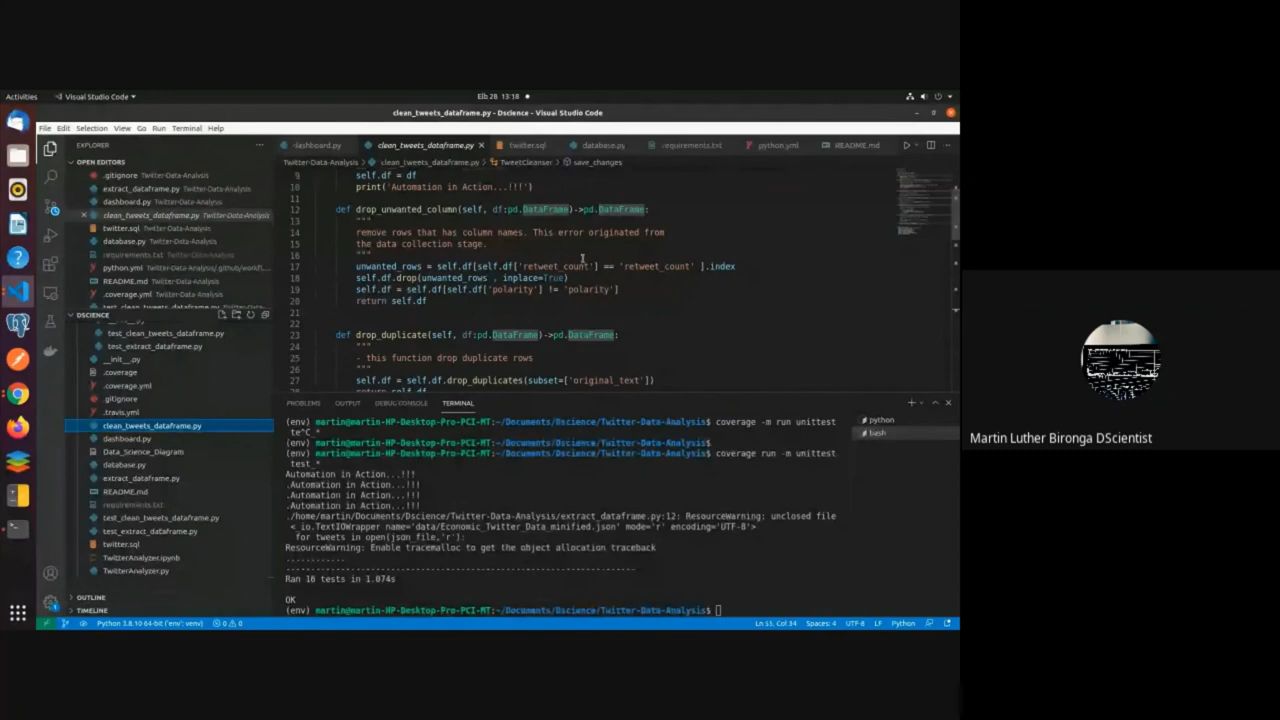 Activities
Visual Studio Code
Elb 28 13:18
clean_tweets_dataframe.py - Dscience - Visual Studio Code
File Edit Selection View Go Run Terminal Help
EXPLORER
OPEN EDITORS
.gitignore Twitter-Data-Analysis
extract_dataframe.py Twitter-Data-Analysis
dashboard.py Twitter-Data-Analysis
clean_tweets_dataframe.py Twitter-Data-Analysis
twitter.sql Twitter-Data-Analysis
database.py Twitter-Data-Analysis
requirements.txt Twitter-Data-Analysis
python.yml Twitter-Data-Analysis/.github/workfl...
README.md Twitter-Data-Analysis
.coverage.yml Twitter-Data-Analysis
DSCIENCE
test_clean_tweets_dataframe.py
test_extract_dataframe.py
__init__.py
.coverage
.coverage.yml
.gitignore
.travis.yml
clean_tweets_dataframe.py
dashboard.py
Data_Science_Diagram
database.py
extract_dataframe.py
README.md
requirements.txt
test_clean_tweets_dataframe.py
test_extract_dataframe.py
twitter.sql
TwitterAnalyzer.ipynb
TwitterAnalyzer.py
OUTLINE
TIMELINE
dashboard.py clean_tweets_dataframe.py twitter.sql database.py requirements.txt python.yml README.md
Twitter-Data-Analysis > clean_tweets_dataframe.py > TweetCleanser > save_changes
9 self.df = df
10 print('Automation in Action...!!!')
11
12 def drop_unwanted_column(self, df:pd.DataFrame)->pd.DataFrame:
13 """
14 remove rows that has column names. This error originated from
15 the data collection stage.
16 """
17 unwanted_rows = self.df[self.df['retweet_count'] == 'retweet_count' ].index
18 self.df.drop(unwanted_rows , inplace=True)
19 self.df = self.df[self.df['polarity'] != 'polarity']
20 return self.df
21
22
23 def drop_duplicate(self, df:pd.DataFrame)->pd.DataFrame:
24 """
25 - this function drop duplicate rows
26 """
27 self.df = self.df.drop_duplicates(subset=['original_text'])
PROBLEMS OUTPUT DEBUG CONSOLE TERMINAL
python
bash
(env) martin@martin-HP-Desktop-Pro-PCI-MT:~/Documents/Dscience/Twitter-Data-Analysis$ coverage -m run unittest
te^C_*
(env) martin@martin-HP-Desktop-Pro-PCI-MT:~/Documents/Dscience/Twitter-Data-Analysis$
(env) martin@martin-HP-Desktop-Pro-PCI-MT:~/Documents/Dscience/Twitter-Data-Analysis$ coverage run -m unittest
test_*
Automation in Action...!!!
.Automation in Action...!!!
.Automation in Action...!!!
.Automation in Action...!!!
./home/martin/Documents/Dscience/Twitter-Data-Analysis/extract_dataframe.py:12: ResourceWarning: unclosed file
<_io.TextIOWrapper name='data/Economic_Twitter_Data_minified.json' mode='r' encoding='UTF-8'>
for tweets in open(json_file,'r'):
ResourceWarning: Enable tracemalloc to get the object allocation traceback
............
----------------------------------------------------------------------
Ran 16 tests in 1.074s
OK
(env) martin@martin-HP-Desktop-Pro-PCI-MT:~/Documents/Dscience/Twitter-Data-Analysis$
Python 3.8.10 64-bit ('env': venv) 0 0
Ln 53, Col 34 Spaces: 4 UTF-8 LF Python
Martin Luther Bironga DScientist